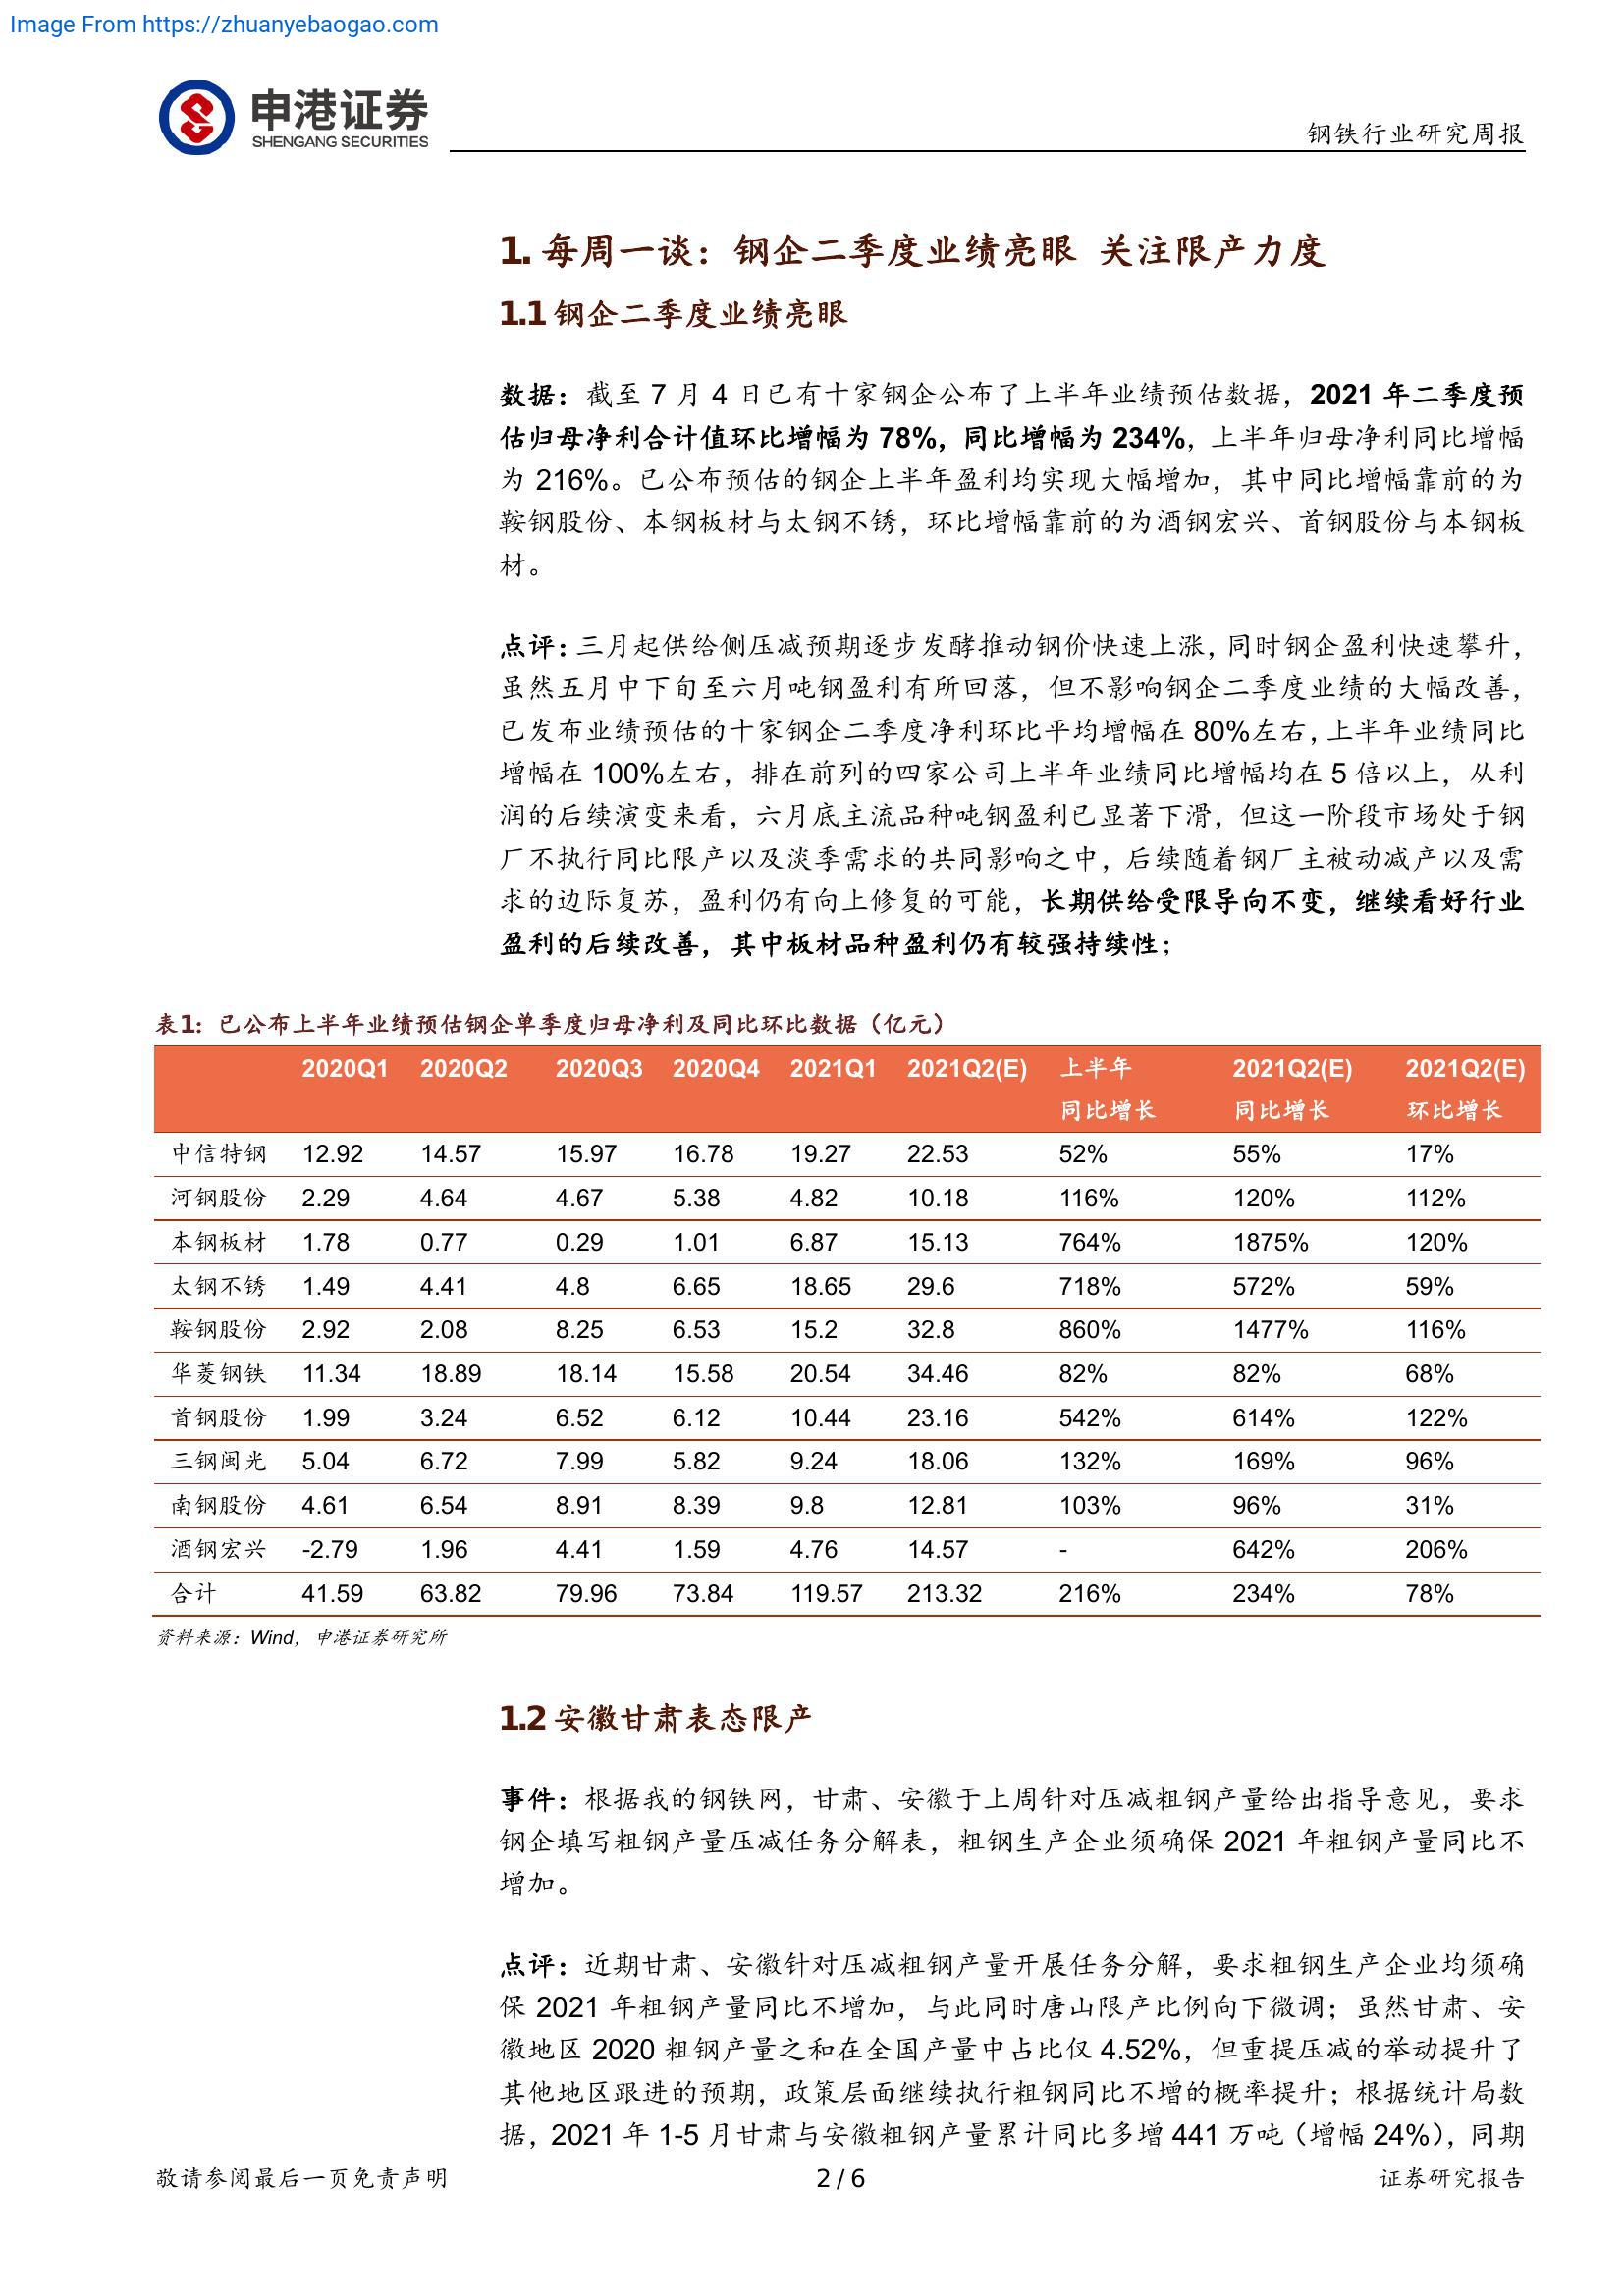 Image From https://zhuanyebaogao.com
申港证券
SHENGANG SECURITIES
钢铁行业研究周报
1. 每周一谈：钢企二季度业绩亮眼 关注限产力度
1.1 钢企二季度业绩亮眼
数据：截至 7 月 4 日已有十家钢企公布了上半年业绩预估数据，2021 年二季度预
估归母净利合计值环比增幅为 78%，同比增幅为 234%，上半年归母净利同比增幅
为 216%。已公布预估的钢企上半年盈利均实现大幅增加，其中同比增幅靠前的为
鞍钢股份、本钢板材与太钢不锈，环比增幅靠前的为酒钢宏兴、首钢股份与本钢板
材。
点评：三月起供给侧压减预期逐步发酵推动钢价快速上涨，同时钢企盈利快速攀升，
虽然五月中下旬至六月吨钢盈利有所回落，但不影响钢企二季度业绩的大幅改善，
已发布业绩预估的十家钢企二季度净利环比平均增幅在 80%左右，上半年业绩同比
增幅在 100%左右，排在前列的四家公司上半年业绩同比增幅均在 5 倍以上，从利
润的后续演变来看，六月底主流品种吨钢盈利已显著下滑，但这一阶段市场处于钢
厂不执行同比限产以及淡季需求的共同影响之中，后续随着钢厂主被动减产以及需
求的边际复苏，盈利仍有向上修复的可能，长期供给受限导向不变，继续看好行业
盈利的后续改善，其中板材品种盈利仍有较强持续性；
表1：已公布上半年业绩预估钢企单季度归母净利及同比环比数据（亿元）
2020Q1 2020Q2 2020Q3 2020Q4 2021Q1 2021Q2(E) 上半年 2021Q2(E) 2021Q2(E)
同比增长 同比增长 环比增长
中信特钢 12.92 14.57 15.97 16.78 19.27 22.53 52% 55% 17%
河钢股份 2.29 4.64 4.67 5.38 4.82 10.18 116% 120% 112%
本钢板材 1.78 0.77 0.29 1.01 6.87 15.13 764% 1875% 120%
太钢不锈 1.49 4.41 4.8 6.65 18.65 29.6 718% 572% 59%
鞍钢股份 2.92 2.08 8.25 6.53 15.2 32.8 860% 1477% 116%
华菱钢铁 11.34 18.89 18.14 15.58 20.54 34.46 82% 82% 68%
首钢股份 1.99 3.24 6.52 6.12 10.44 23.16 542% 614% 122%
三钢闽光 5.04 6.72 7.99 5.82 9.24 18.06 132% 169% 96%
南钢股份 4.61 6.54 8.91 8.39 9.8 12.81 103% 96% 31%
酒钢宏兴 -2.79 1.96 4.41 1.59 4.76 14.57 - 642% 206%
合计 41.59 63.82 79.96 73.84 119.57 213.32 216% 234% 78%
资料来源：Wind，申港证券研究所
1.2 安徽甘肃表态限产
事件：根据我的钢铁网，甘肃、安徽于上周针对压减粗钢产量给出指导意见，要求
钢企填写粗钢产量压减任务分解表，粗钢生产企业须确保 2021 年粗钢产量同比不
增加。
点评：近期甘肃、安徽针对压减粗钢产量开展任务分解，要求粗钢生产企业均须确
保 2021 年粗钢产量同比不增加，与此同时唐山限产比例向下微调；虽然甘肃、安
徽地区 2020 粗钢产量之和在全国产量中占比仅 4.52%，但重提压减的举动提升了
其他地区跟进的预期，政策层面继续执行粗钢同比不增的概率提升；根据统计局数
据，2021 年 1-5 月甘肃与安徽粗钢产量累计同比多增 441 万吨（增幅 24%），同期
敬请参阅最后一页免责声明
2 / 6
证券研究报告